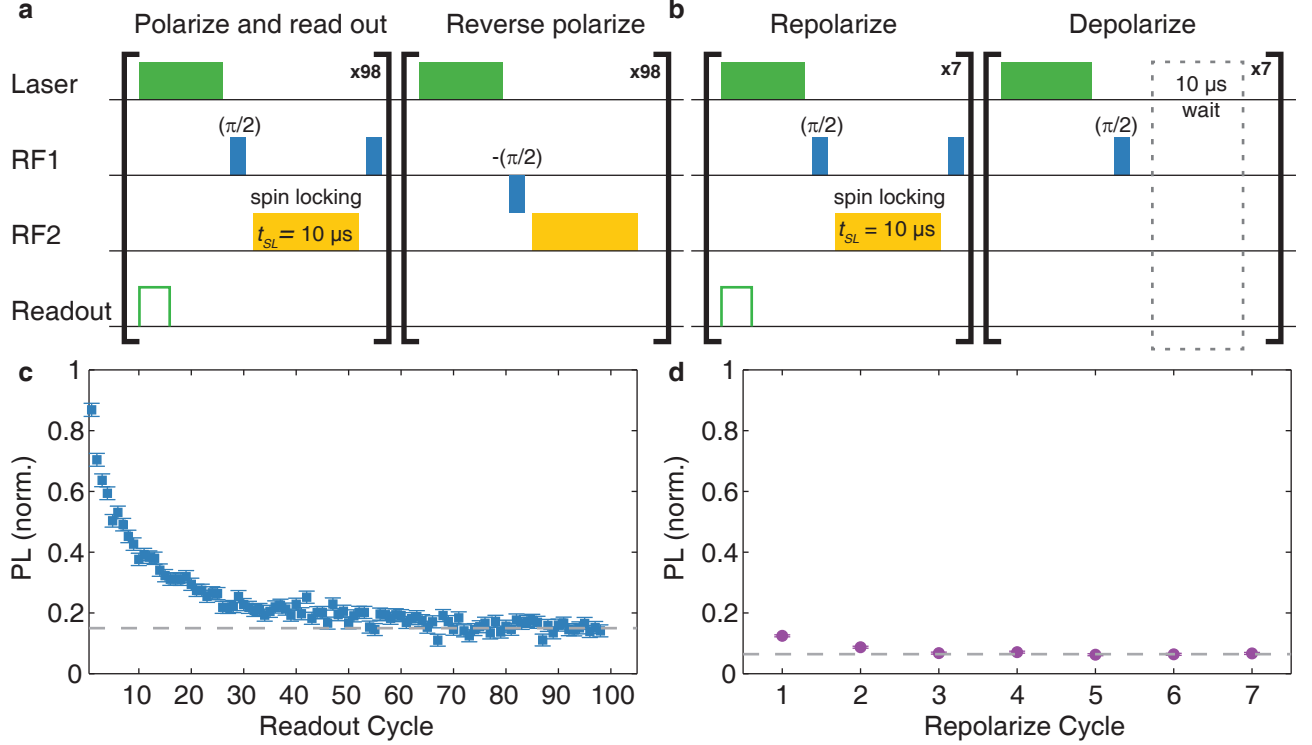 a
Polarize and read out
Reverse polarize
b
Repolarize
Depolarize
Laser
x98
x98
x7
10 µs
wait
x7
RF1
(π/2)
-(π/2)
(π/2)
(π/2)
RF2
spin locking
t_SL = 10 µs
spin locking
t_SL = 10 µs
Readout
c
1
0.8
0.6
0.4
0.2
0
PL (norm.)
10 20 30 40 50 60 70 80 90 100
Readout Cycle
d
1
0.8
0.6
0.4
0.2
0
PL (norm.)
1 2 3 4 5 6 7
Repolarize Cycle